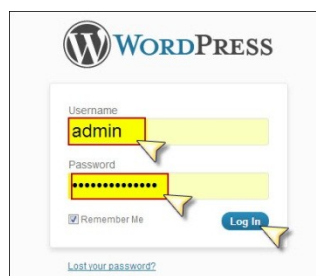 WORDPRESS
Username
admin
Password
••••••••••••••
Remember Me
Log In
Lost your password?